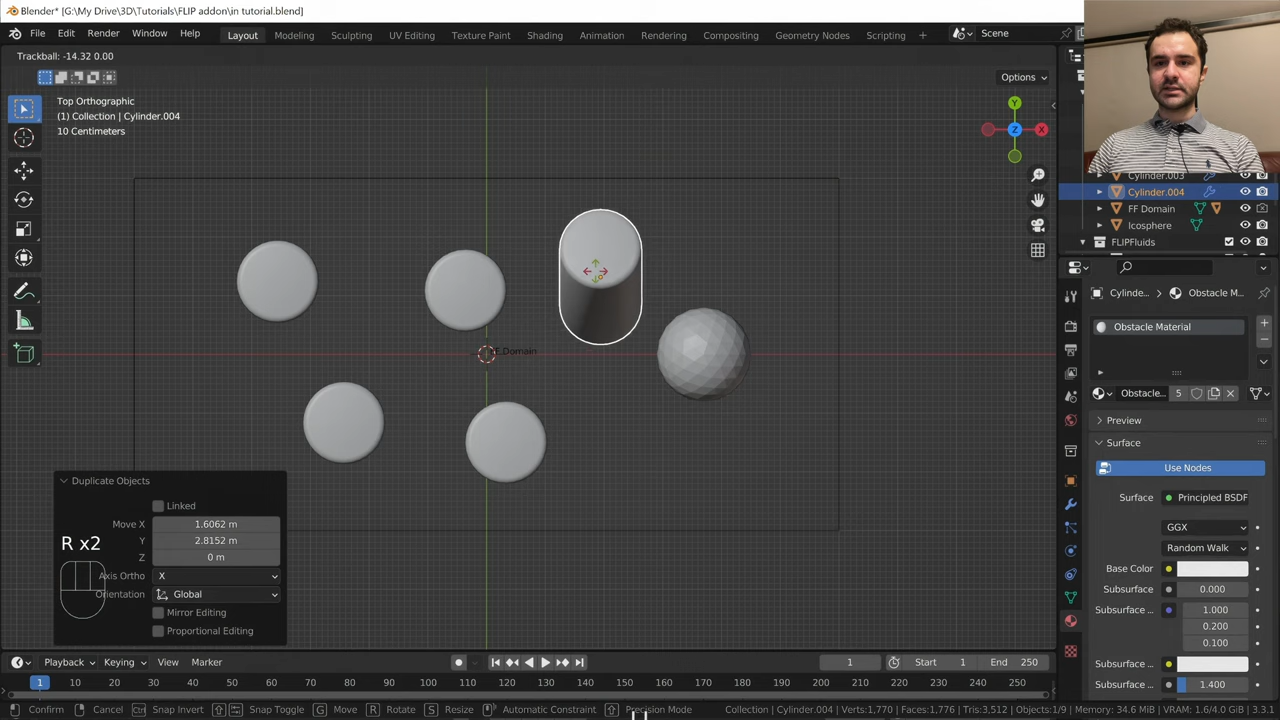 Blender* [G:\My Drive\3D\Tutorials\FLIP addon\in tutorial.blend]
File Edit Render Window Help Layout Modeling Sculpting UV Editing Texture Paint Shading Animation Rendering Compositing Geometry Nodes Scripting + Scene
Trackball: -14.32 0.00
Options
Top Orthographic
(1) Collection | Cylinder.004
10 Centimeters
Y
Z
X
Cylinder.003
Cylinder.004
FF Domain
Icosphere
FLIPFluids
Cylinde... > Obstacle M...
Obstacle Material
Obstacle... 5
Preview
Surface
Use Nodes
Surface Principled BSDF
GGX
Random Walk
Base Color
Subsurface 0.000
Subsurface ... 1.000
0.200
0.100
Subsurface ...
Subsurface ... 1.400
FF Domain
Duplicate Objects
Linked
Move X 1.6062 m
Y 2.8152 m
Z 0 m
Axis Ortho X
Orientation Global
Mirror Editing
Proportional Editing
R x2
Playback Keying View Marker 1 Start 1 End 250
1 10 20 30 40 50 60 70 80 90 100 110 120 130 140 150 160 170 180 190 200 210 220 230 240 250
Confirm Cancel Snap Invert Snap Toggle G Move R Rotate S Resize Automatic Constraint Precision Mode Collection | Cylinder.004 | Verts:1,770 | Faces:1,776 | Tris:3,512 | Objects:1/9 | Memory: 34.6 MiB | VRAM: 1.6/4.0 GiB | 3.3.1